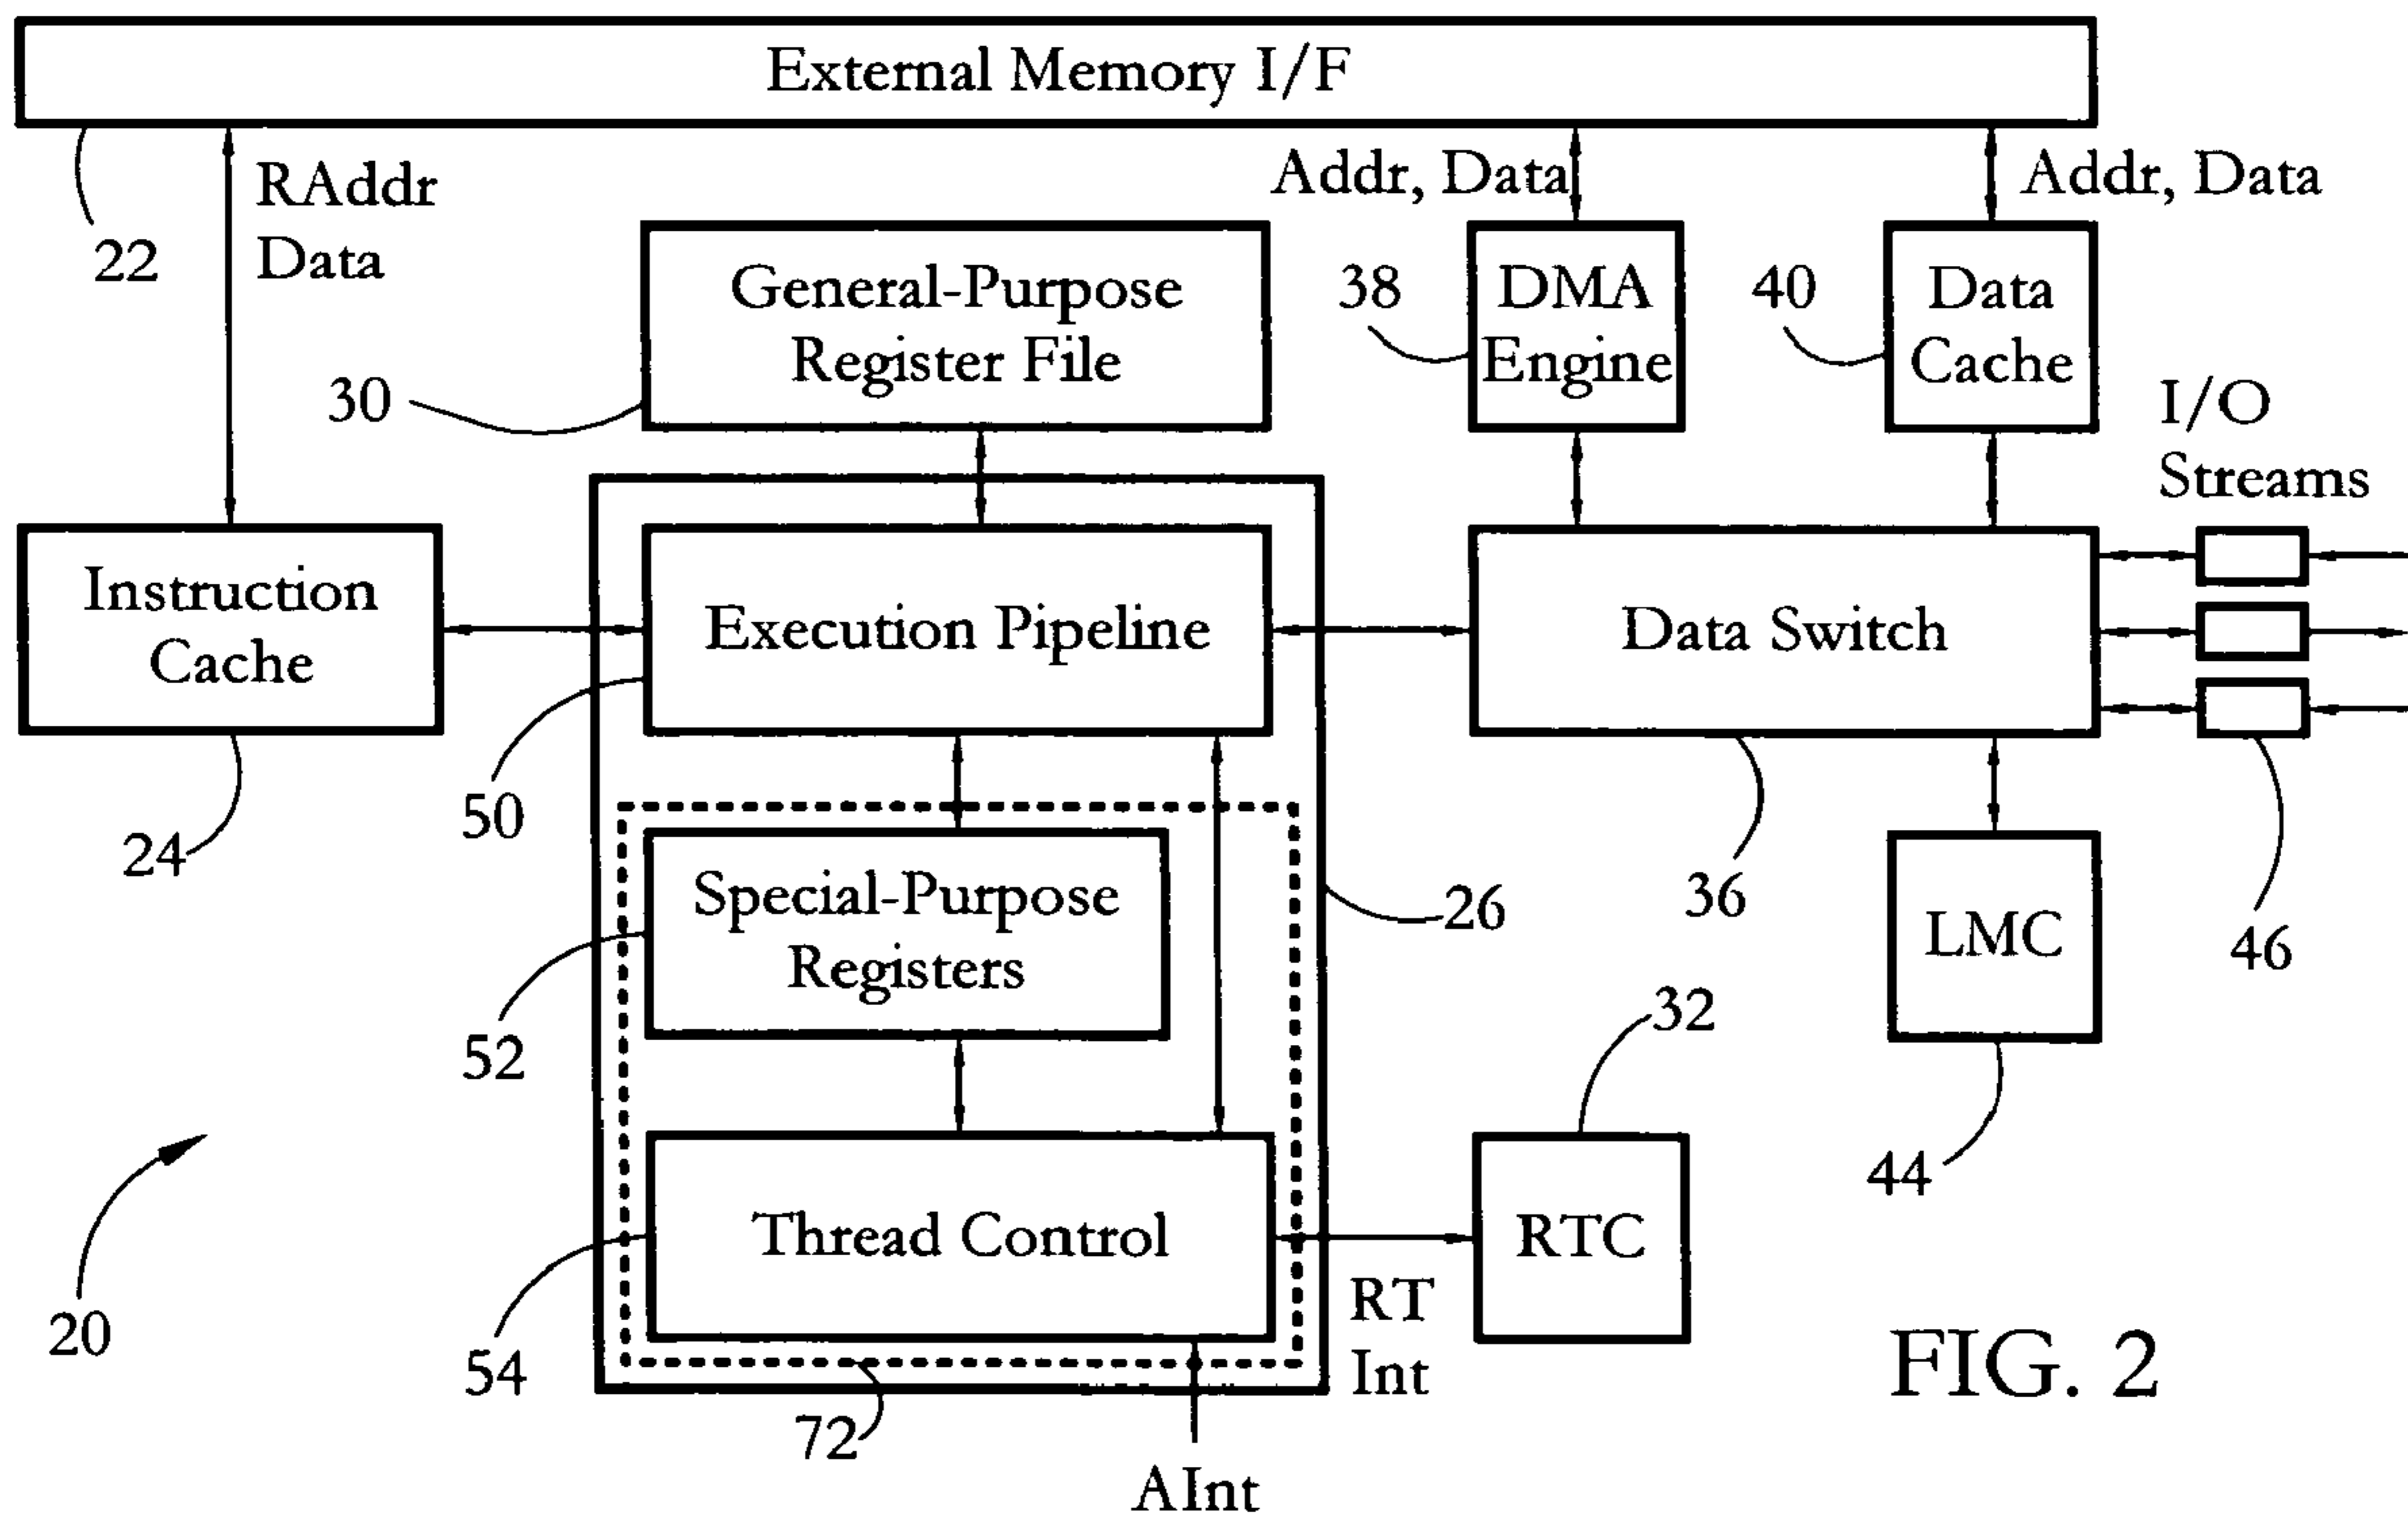 External Memory I/F
RAddr
Data
22
Addr, Data
Addr, Data
General-Purpose
Register File
30
38
DMA
Engine
40
Data
Cache
I/O
Streams
Instruction
Cache
24
Execution Pipeline
50
Data Switch
36
46
Special-Purpose
Registers
52
26
LMC
44
32
RTC
Thread Control
54
RT
Int
72
AInt
20
FIG. 2